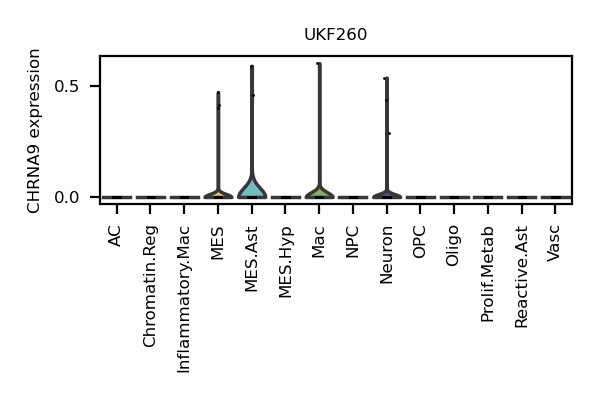 UKF260
CHRNA9 expression
0.5
0.0
AC
Chromatin.Reg
Inflammatory.Mac
MES
MES.Ast
MES.Hyp
Mac
NPC
Neuron
OPC
Oligo
Prolif.Metab
Reactive.Ast
Vasc